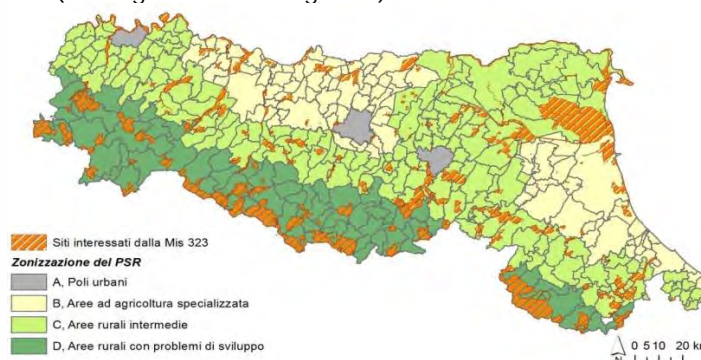 Siti interessati dalla Mis 323
Zonizzazione del PSR
A, Poli urbani
B, Aree ad agricoltura specializzata
C, Aree rurali intermedie
D, Aree rurali con problemi di sviluppo
N 0 5 10 20 km